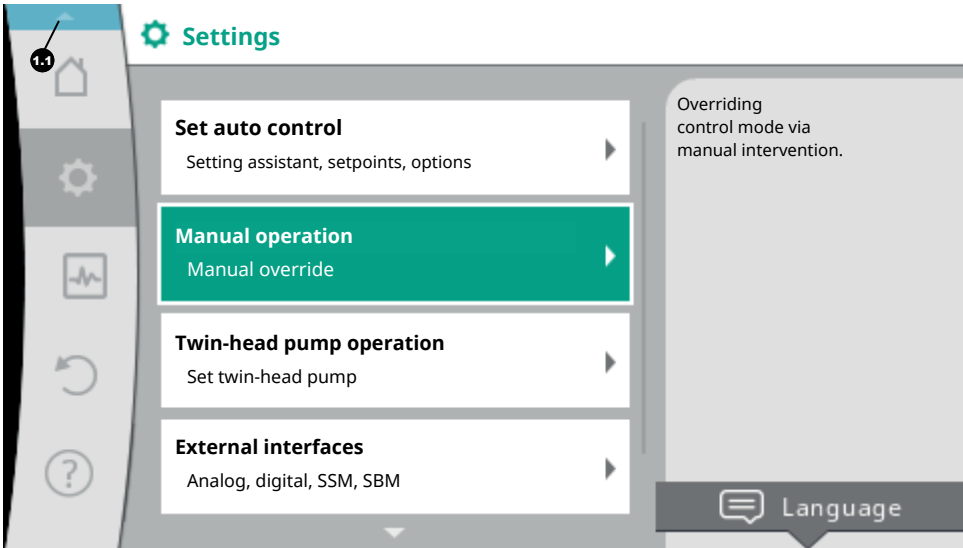 1.1
Settings
Set auto control
Setting assistant, setpoints, options
Manual operation
Manual override
Twin-head pump operation
Set twin-head pump
External interfaces
Analog, digital, SSM, SBM
Overriding
control mode via
manual intervention.
?
Language